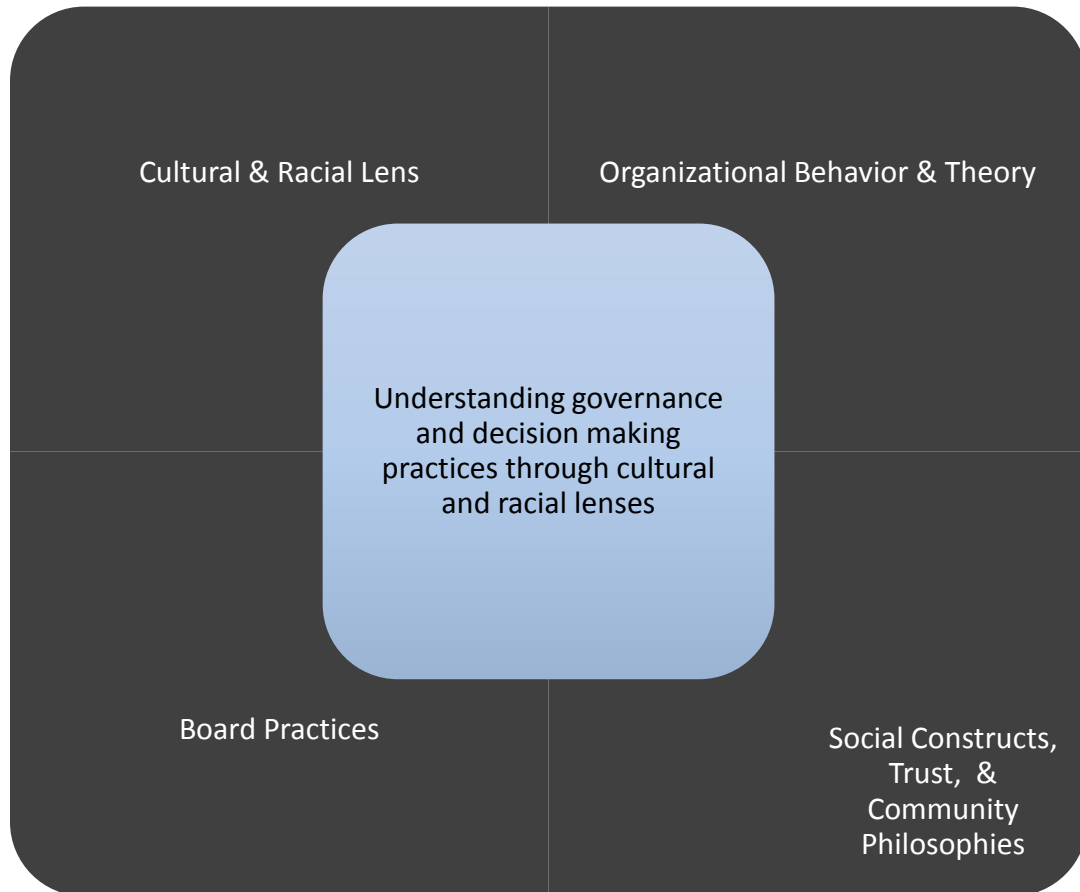 Cultural & Racial Lens
Organizational Behavior & Theory
Understanding governance
and decision making
practices through cultural
and racial lenses
Board Practices
Social Constructs,
Trust, &
Community
Philosophies